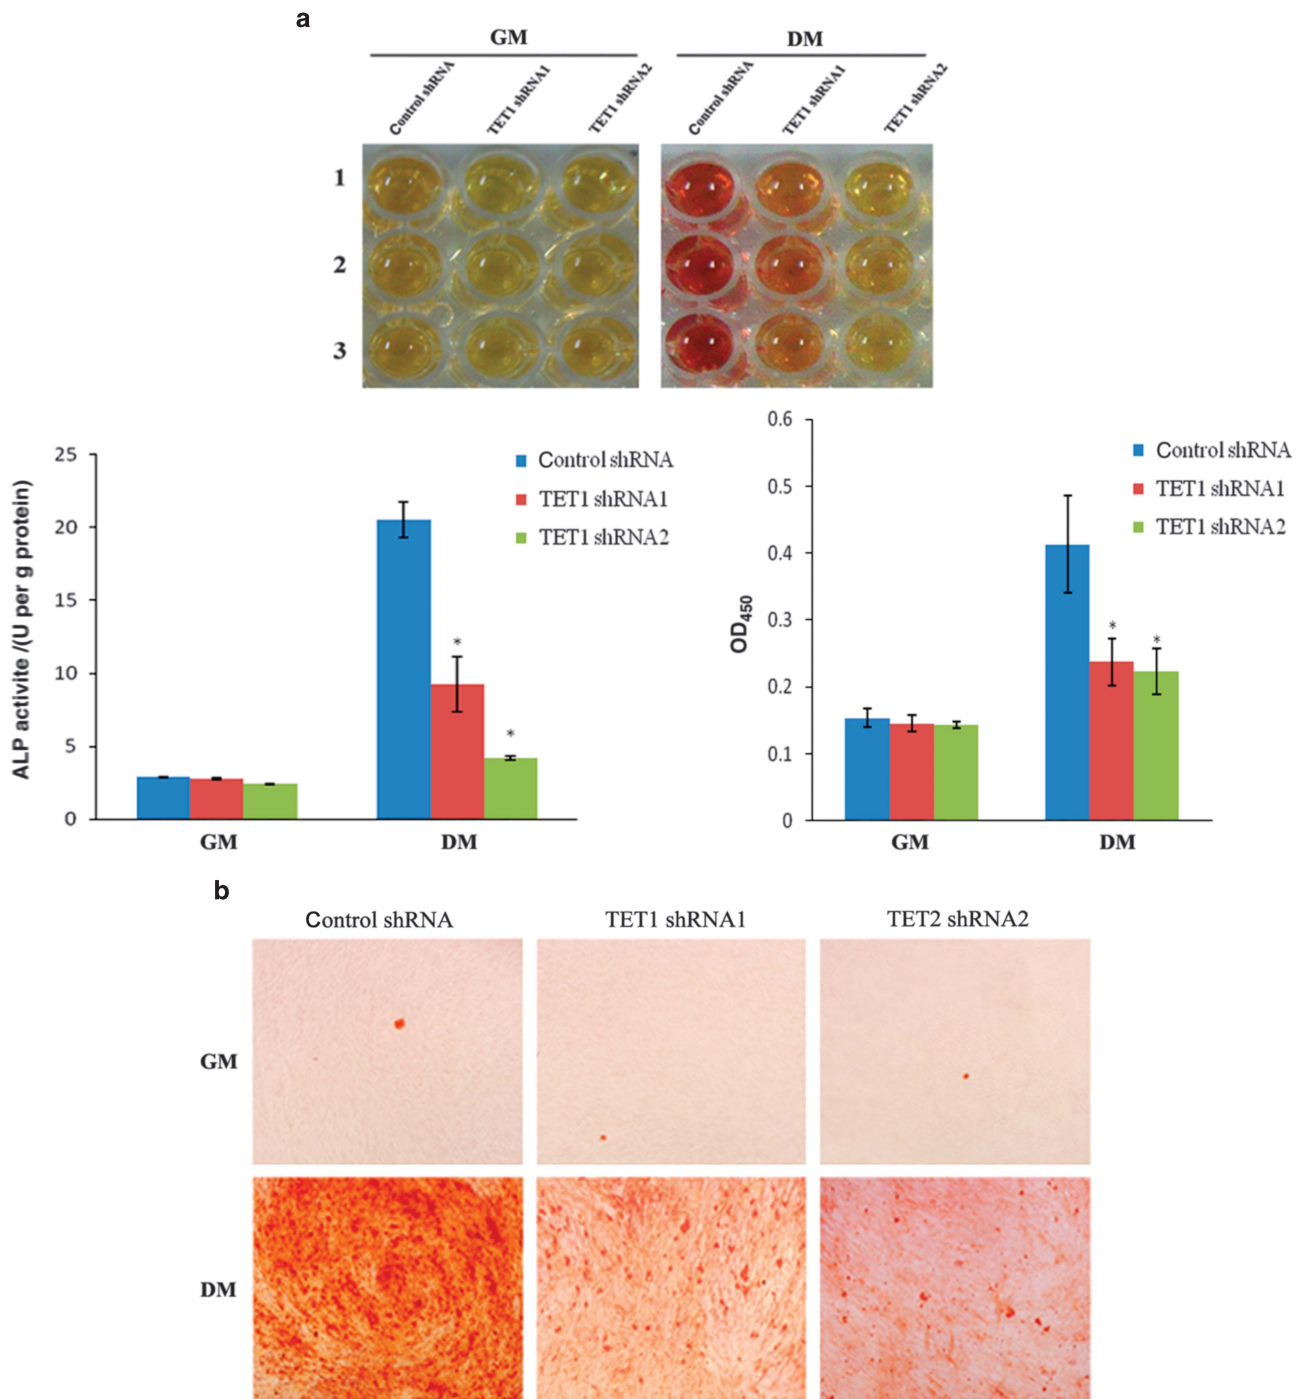 a
GM
DM
Control shRNA
TET1 shRNA1
TET1 shRNA2
Control shRNA
TET1 shRNA1
TET1 shRNA2
1
2
3
ALP activite /(U per g protein)
25
20
15
10
5
0
Control shRNA
TET1 shRNA1
TET1 shRNA2
*
*
GM
DM
OD450
0.6
0.5
0.4
0.3
0.2
0.1
0
Control shRNA
TET1 shRNA1
TET1 shRNA2
*
*
GM
DM
b
Control shRNA
TET1 shRNA1
TET2 shRNA2
GM
DM